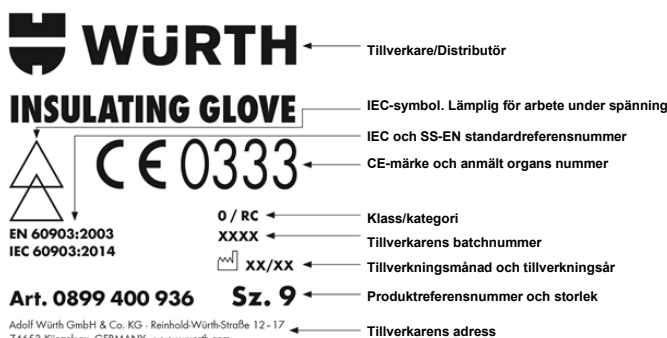 WÜRTH
Tillverkare/Distributör
INSULATING GLOVE
IEC-symbol. Lämplig för arbete under spänning
IEC och SS-EN standardreferensnummer
CE 0333
CE-märke och anmält organs nummer
0 / RC
Klass/kategori
EN 60903:2003
XXXX
Tillverkarens batchnummer
IEC 60903:2014
xx/xx
Tillverkningsmånad och tillverkningsår
Art. 0899 400 936 Sz. 9
Produktreferensnummer och storlek
Adolf Würth GmbH & Co. KG · Reinhold-Würth-Straße 12–17
Tillverkarens adress